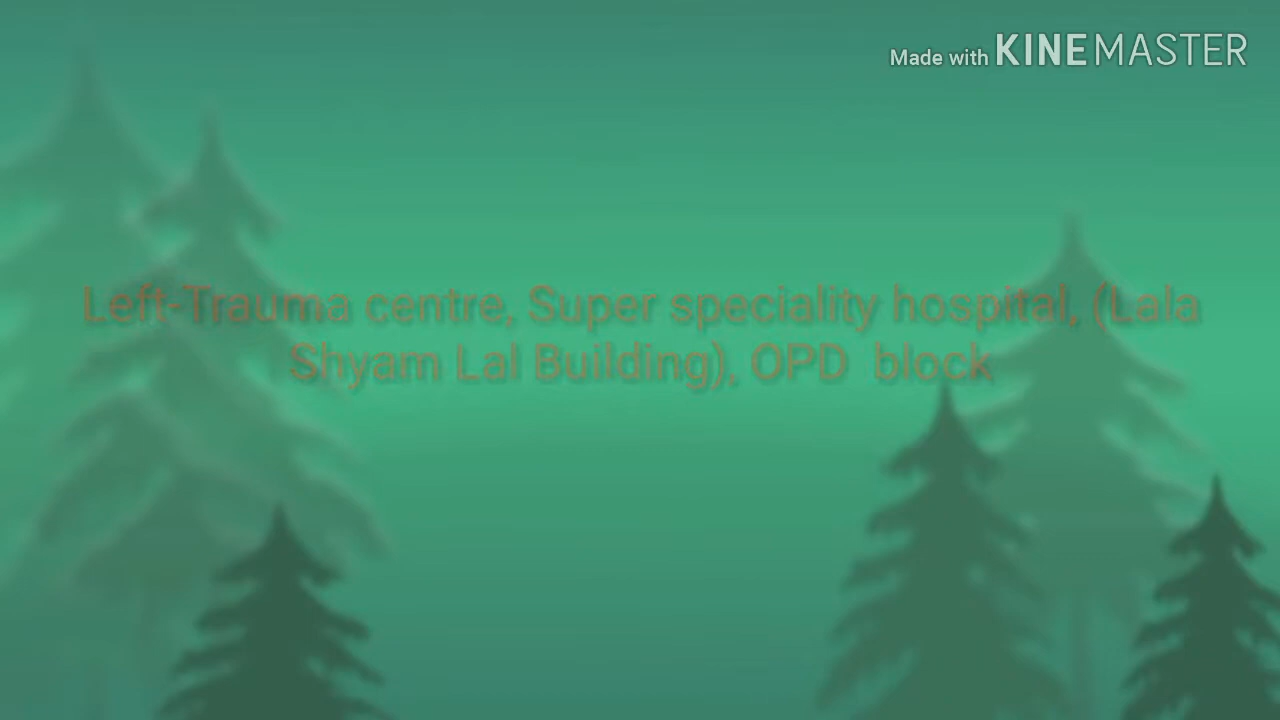 Made with KINEMASTER
Left-Trauma centre, Super speciality hospital, (Lala
Shyam Lal Building), OPD  block